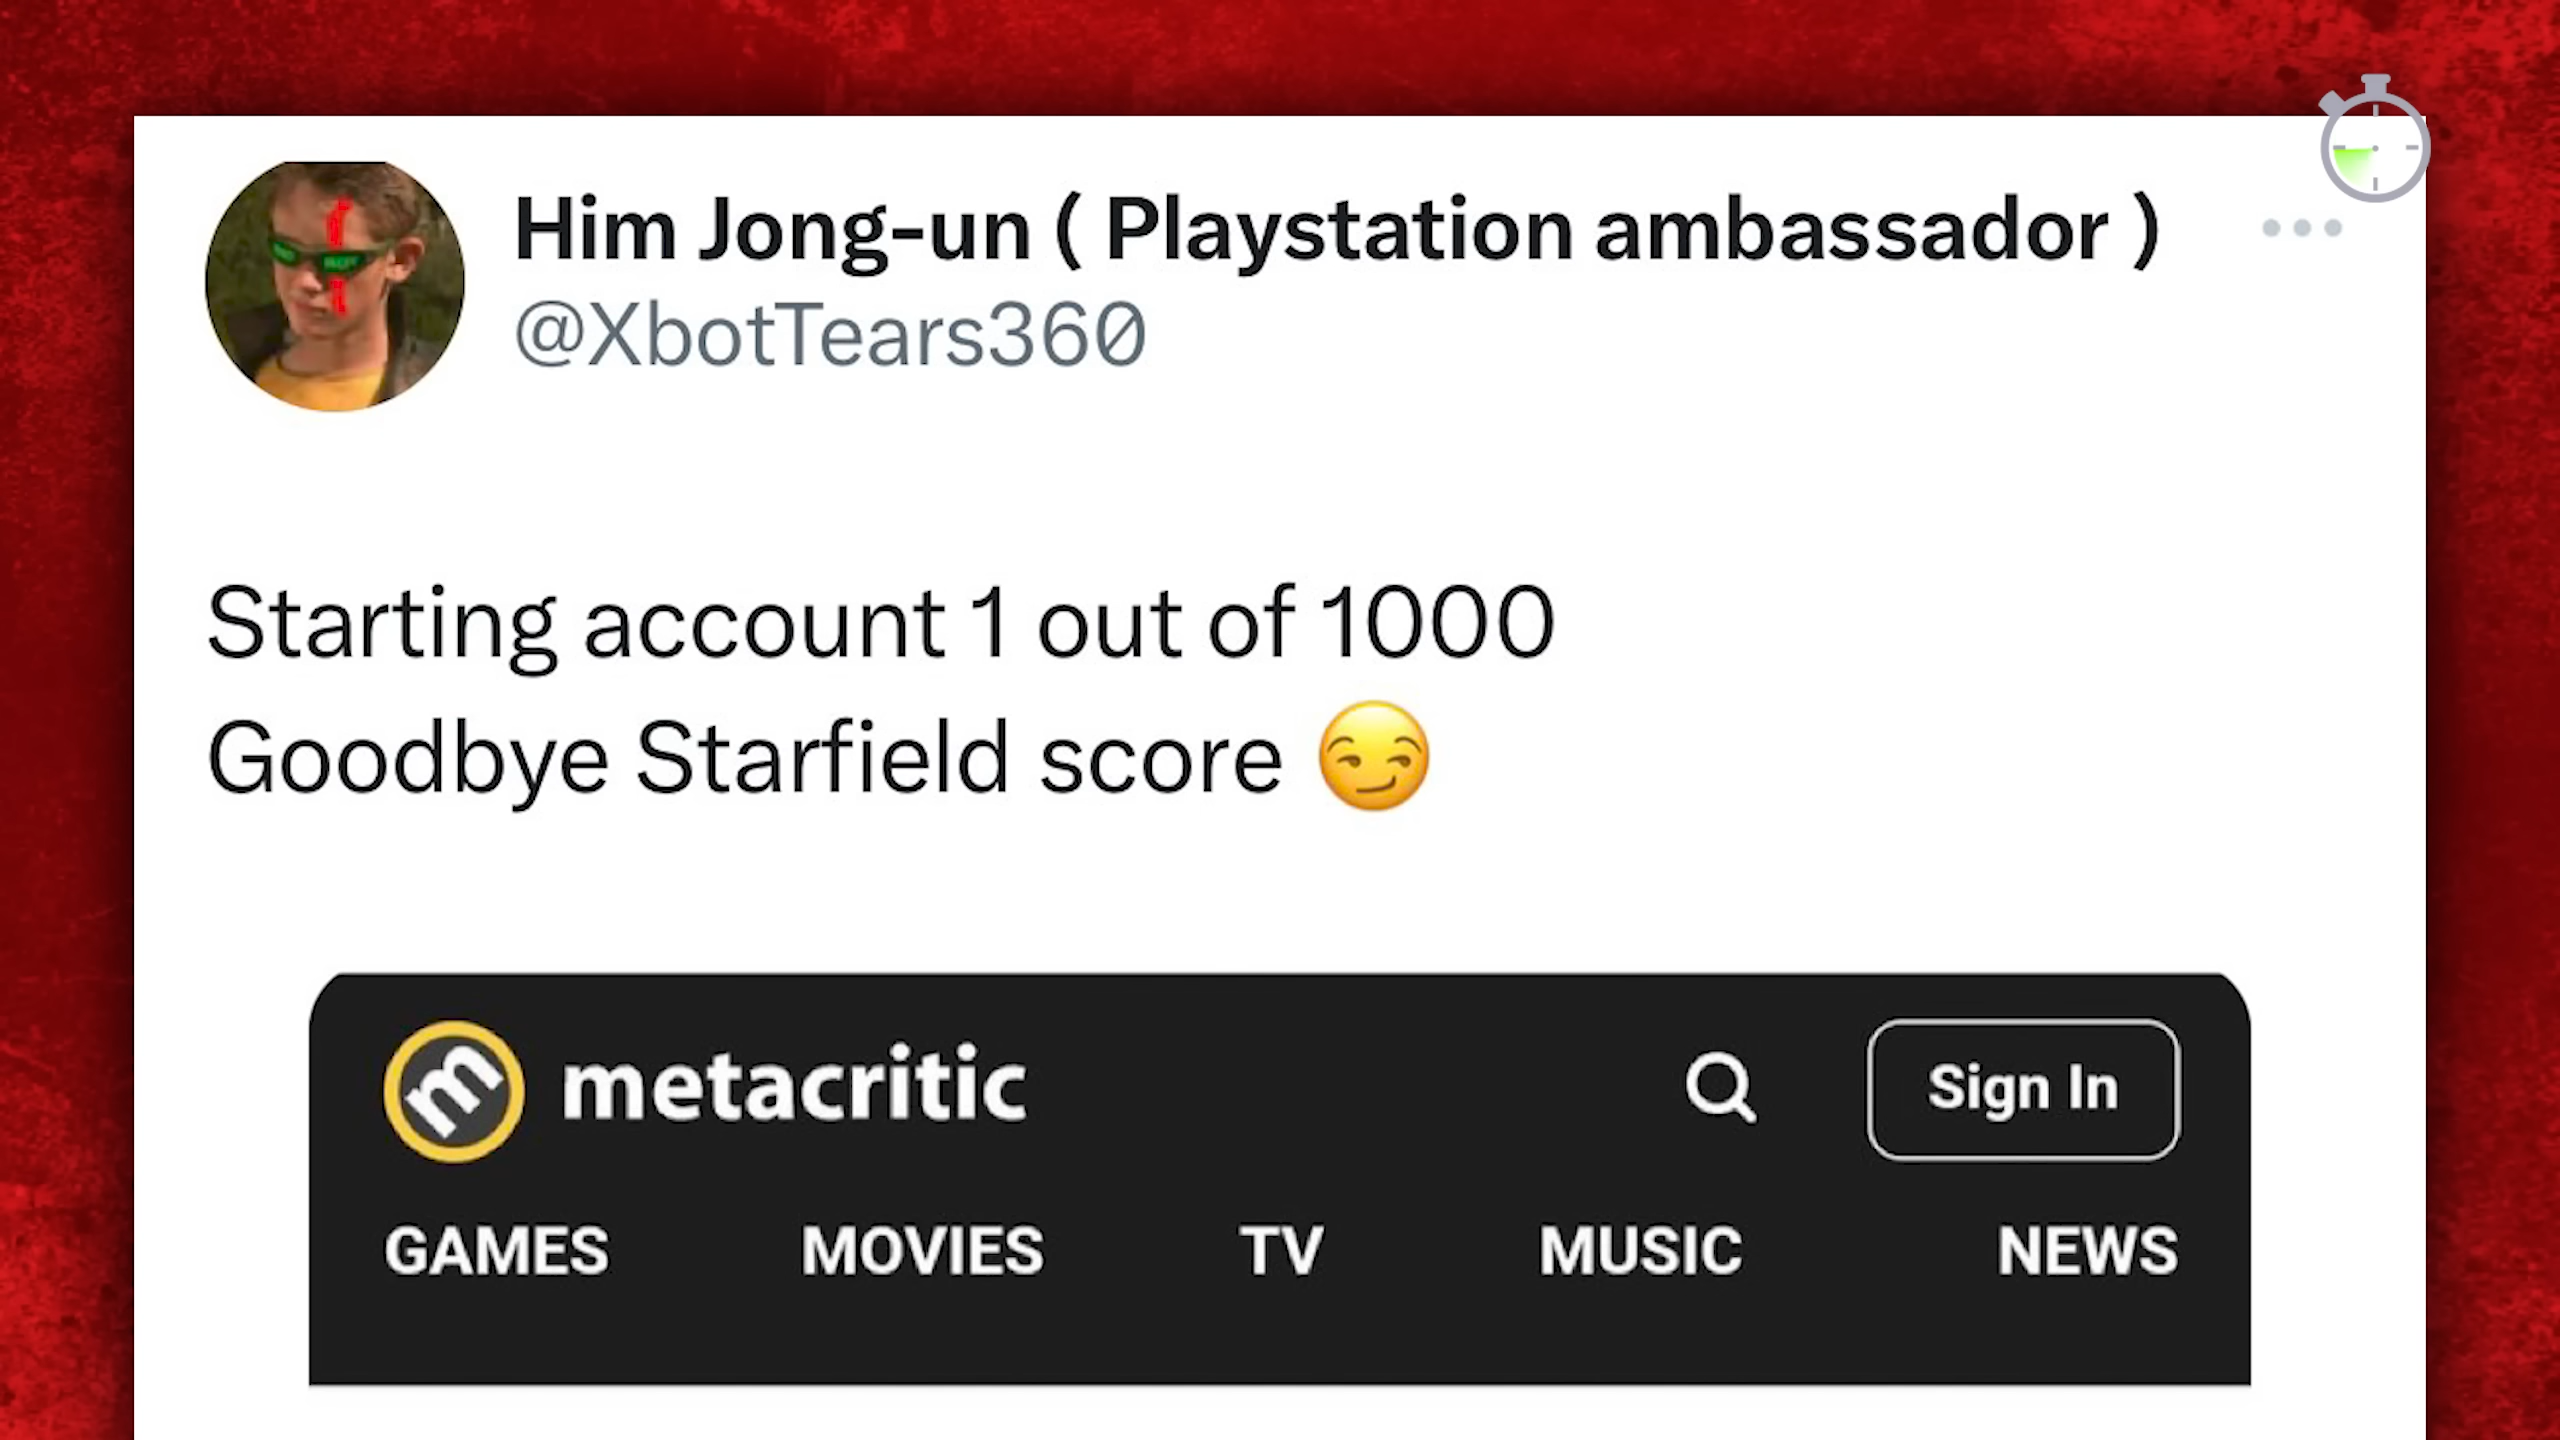 Him Jong-un ( Playstation ambassador )
@XbotTears360
Starting account 1 out of 1000
Goodbye Starfield score 😏
m metacritic Sign In
GAMES MOVIES TV MUSIC NEWS